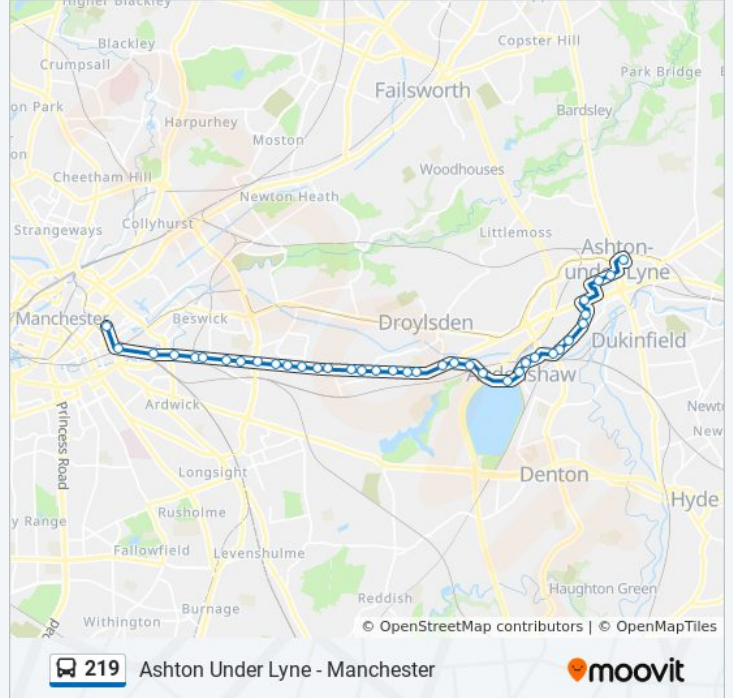 Higher Blackley
Blackley
Copster Hill
Crumpsall
Park Bridge
Failsworth
on Park
Harpurhey
Bardsley
Moston
on
Woodhouses
Cheetham Hill
Newton Heath
Collyhurst
Strangeways
Littlemoss
Ashton-
under-Lyne
Manchester
Beswick
Droylsden
Dukinfield
Audenshaw
Ardwick
Newto
New
Princess Road
Longsight
Denton
Hyde
Rusholme
y Range
Fallowfield
Levenshulme
Haughton Green
Reddish
Burnage
Withington
oad
© OpenStreetMap contributors | © OpenMapTiles
219 Ashton Under Lyne - Manchester
moovit